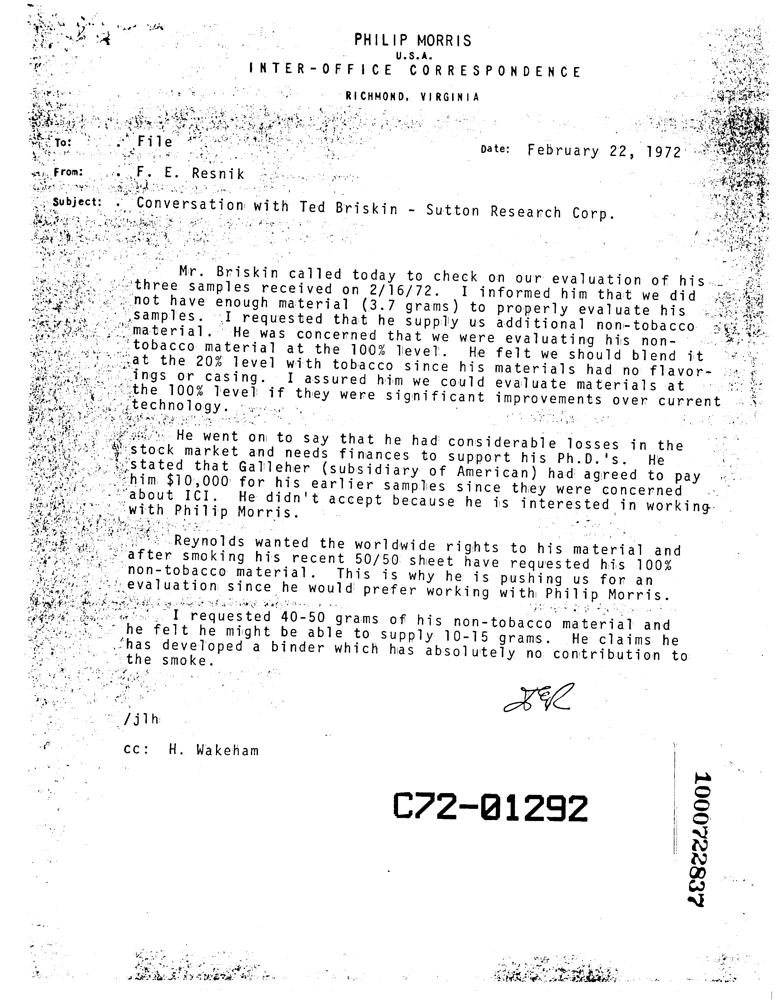 PHILIP MORRIS
U.S.A.
INTER-OFFICE CORRESPONDENCE
RICHMOND, VIRGINIA
To: File
Date: February 22, 1972
From: F. E. Resnik
Subject: Conversation with Ted Briskin - Sutton Research Corp.
Mr. Briskin called today to check on our evaluation of his
three samples received on 2/16/72. I informed him that we did
not have enough material (3.7 grams) to properly evaluate his
samples. I requested that he supply us additional non-tobacco
material. He was concerned that we were evaluating his non-
tobacco material at the 100% level. He felt we should blend it
at the 20% level with tobacco since his materials had no flavor-
ings or casing. I assured him we could evaluate materials at
the 100% level if they were significant improvements over current
technology.
He went on to say that he had considerable losses in the
stock market and needs finances to support his Ph.D.'s. He
stated that Galleher (subsidiary of American) had agreed to pay
him $10,000 for his earlier samples since they were concerned
about ICI. He didn't accept because he is interested in working
with Philip Morris.
Reynolds wanted the worldwide rights to his material and
after smoking his recent 50/50 sheet have requested his 100%
non-tobacco material. This is why he is pushing us for an
evaluation since he would prefer working with Philip Morris.
I requested 40-50 grams of his non-tobacco material and
he felt he might be able to supply 10-15 grams. He claims he
has developed a binder which has absolutely no contribution to
the smoke.
FER
/jlh
cc: H. Wakeham
C72-01292
1000722837